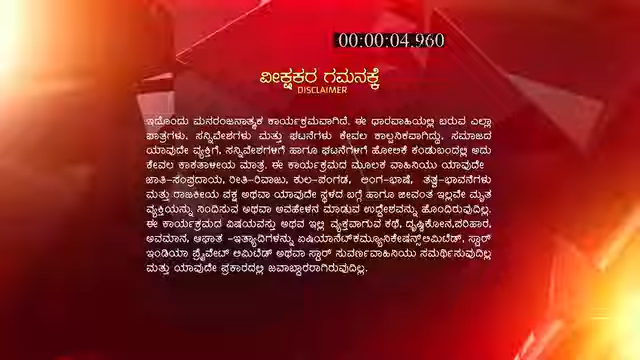 00:00:04.960
ವೀಕ್ಷಕರ ಗಮನಕ್ಕೆ
DISCLAIMER
ಇದೊಂದು ಮನರಂಜನಾತ್ಮಕ ಕಾರ್ಯಕ್ರಮವಾಗಿದೆ. ಈ ಧಾರವಾಹಿಯಲ್ಲಿ ಬರುವ ಎಲ್ಲಾ
ಪಾತ್ರಗಳು, ಸನ್ನಿವೇಶಗಳು ಮತ್ತು ಘಟನೆಗಳು ಕೇವಲ ಕಾಲ್ಪನಿಕವಾಗಿದ್ದು, ಸಮಾಜದ
ಯಾವುದೇ ವ್ಯಕ್ತಿಗೆ, ಸನ್ನಿವೇಶಗಳಿಗೆ ಹಾಗೂ ಘಟನೆಗಳಿಗೆ ಹೋಲಿಕೆ ಕಂಡುಬಂದಲ್ಲಿ ಅದು
ಕೇವಲ ಕಾಕತಾಳೀಯ ಮಾತ್ರ. ಈ ಕಾರ್ಯಕ್ರಮದ ಮೂಲಕ ವಾಹಿನಿಯು ಯಾವುದೇ
ಜಾತಿ-ಸಂಪ್ರದಾಯ, ರೀತಿ-ರಿವಾಜು, ಕುಲ-ಪಂಗಡ, ಲಿಂಗ-ಭಾಷೆ, ತತ್ವ-ಭಾವನೆಗಳು
ಮತ್ತು ರಾಜಕೀಯ ಪಕ್ಷ ಅಥವಾ ಯಾವುದೇ ಸ್ಥಳದ ಬಗ್ಗೆ ಹಾಗೂ ಜೀವಂತ ಇಲ್ಲವೇ ಮೃತ
ವ್ಯಕ್ತಿಯನ್ನು ನಿಂದಿಸುವ ಅಥವಾ ಅವಹೇಳನ ಮಾಡುವ ಉದ್ದೇಶವನ್ನು ಹೊಂದಿರುವುದಿಲ್ಲ.
ಈ ಕಾರ್ಯಕ್ರಮದ ವಿಷಯವಸ್ತು ಅಥವ ಇಲ್ಲಿ ವ್ಯಕ್ತವಾಗುವ ಕಥೆ, ದೃಷ್ಟಿಕೋನ,ಪರಿಹಾರ,
ಅವಮಾನ, ಆಘಾತ -ಇತ್ಯಾದಿಗಳನ್ನು ಏಷಿಯಾನೆಟ್‌ಕಮ್ಯೂನಿಕೇಷನ್ಸ್ ಲಿಮಿಟೆಡ್, ಸ್ಟಾರ್
ಇಂಡಿಯಾ ಪ್ರೈವೇಟ್ ಲಿಮಿಟೆಡ್ ಅಥವಾ ಸ್ಟಾರ್ ಸುವರ್ಣವಾಹಿನಿಯು ಸಮರ್ಥಿಸುವುದಿಲ್ಲ
ಮತ್ತು ಯಾವುದೇ ಪ್ರಕಾರದಲ್ಲಿ ಜವಾಬ್ದಾರರಾಗಿರುವುದಿಲ್ಲ.